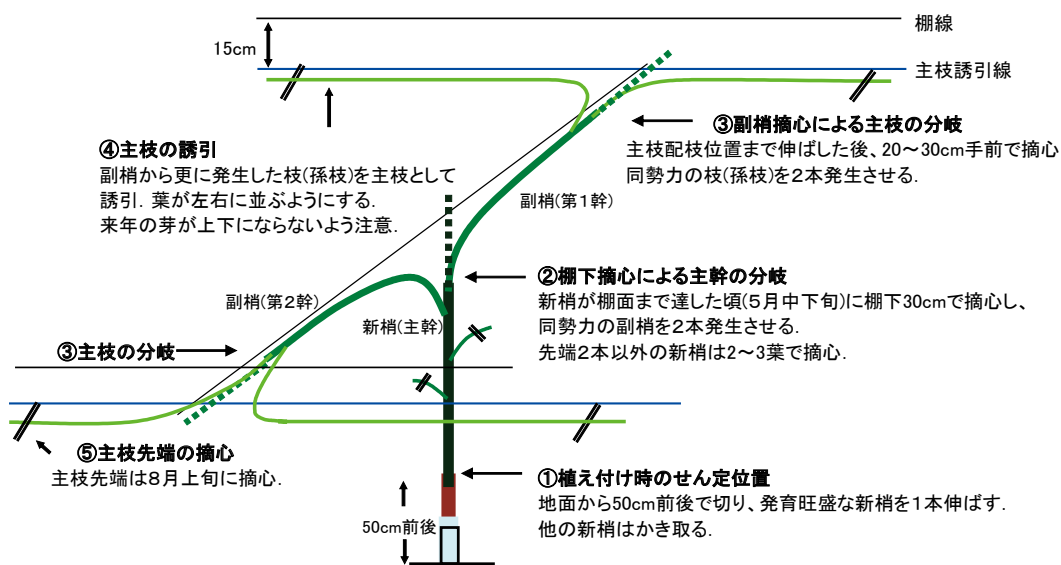 棚線
15cm
主枝誘引線
③副梢摘心による主枝の分岐
主枝配枝位置まで伸ばした後、20～30cm手前で摘心
同勢力の枝(孫枝)を2本発生させる.
④主枝の誘引
副梢から更に発生した枝(孫枝)を主枝として
誘引. 葉が左右に並ぶようにする.
来年の芽が上下にならないよう注意.
副梢(第1幹)
②棚下摘心による主幹の分岐
新梢が棚面まで達した頃(5月中下旬)に棚下30cmで摘心し、
同勢力の副梢を2本発生させる.
先端2本以外の新梢は2～3葉で摘心.
副梢(第2幹)
新梢(主幹)
③主枝の分岐
⑤主枝先端の摘心
主枝先端は8月上旬に摘心.
①植え付け時のせん定位置
地面から50cm前後で切り、発育旺盛な新梢を1本伸ばす.
他の新梢はかき取る.
50cm前後